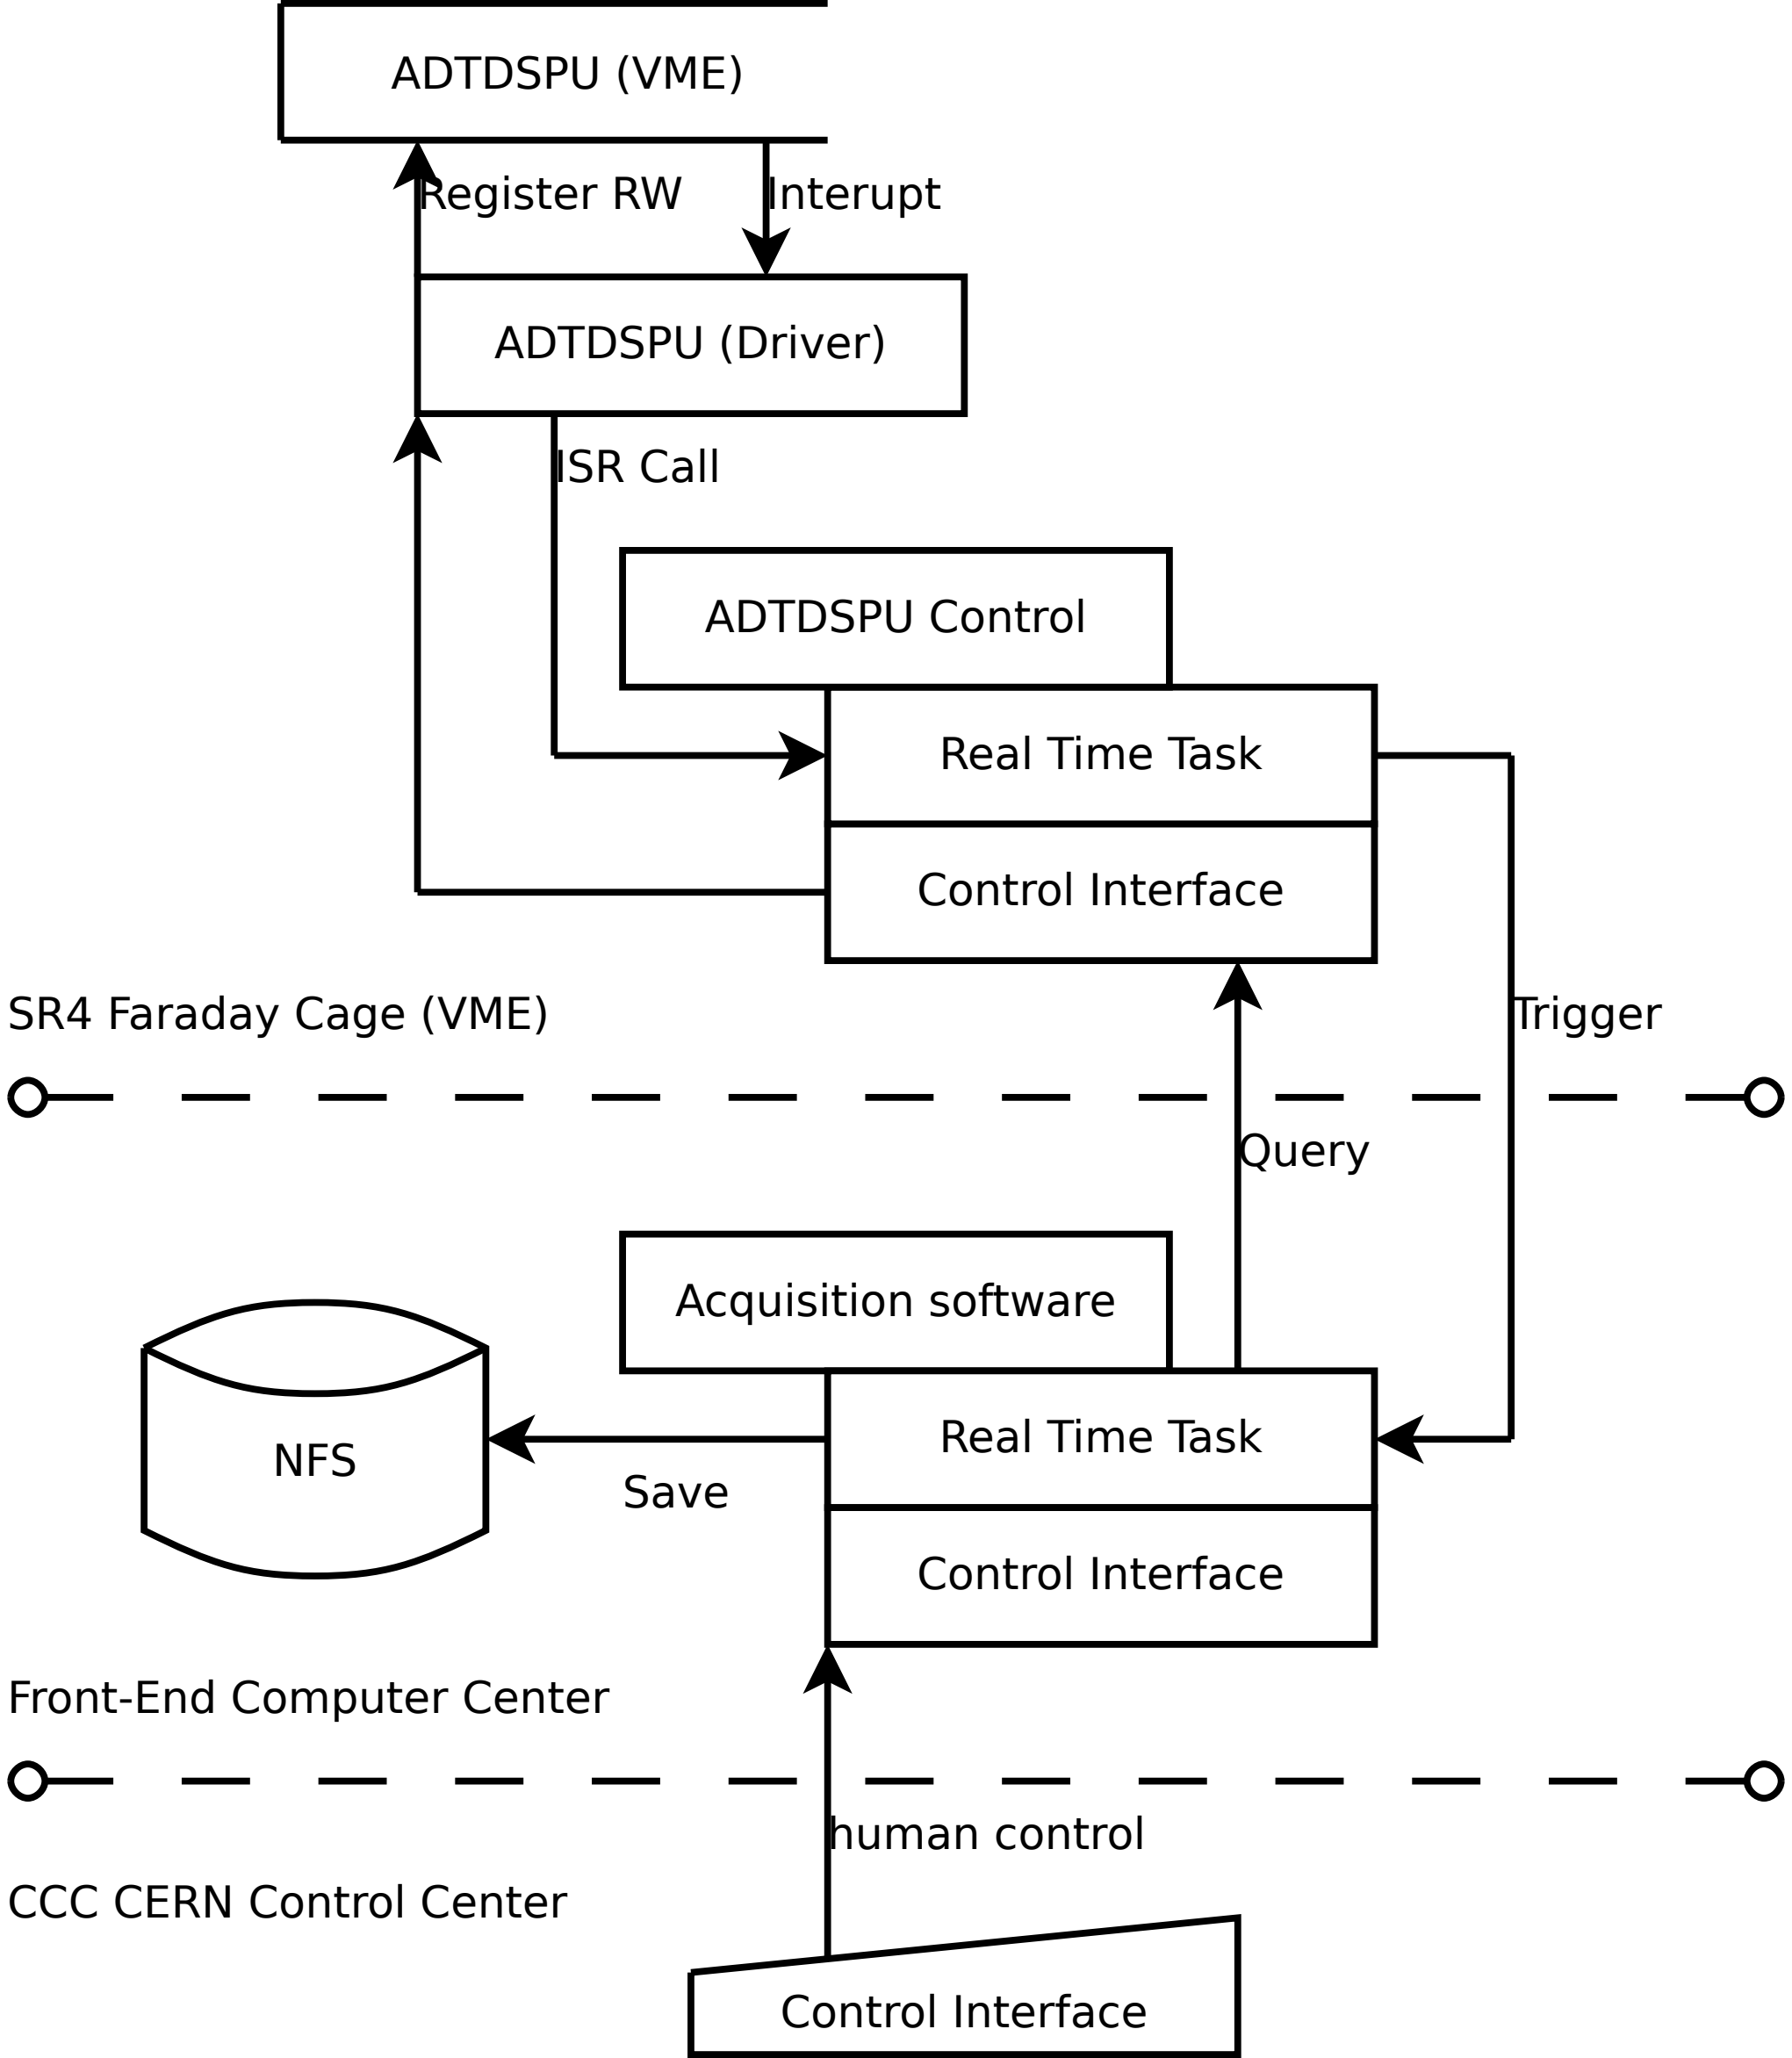 ADTDSPU (VME)
Register RW
Interupt
ADTDSPU (Driver)
ISR Call
ADTDSPU Control
Real Time Task
Control Interface
SR4 Faraday Cage (VME)
Trigger
Query
Acquisition software
Real Time Task
NFS
Save
Control Interface
Front-End Computer Center
human control
CCC CERN Control Center
Control Interface